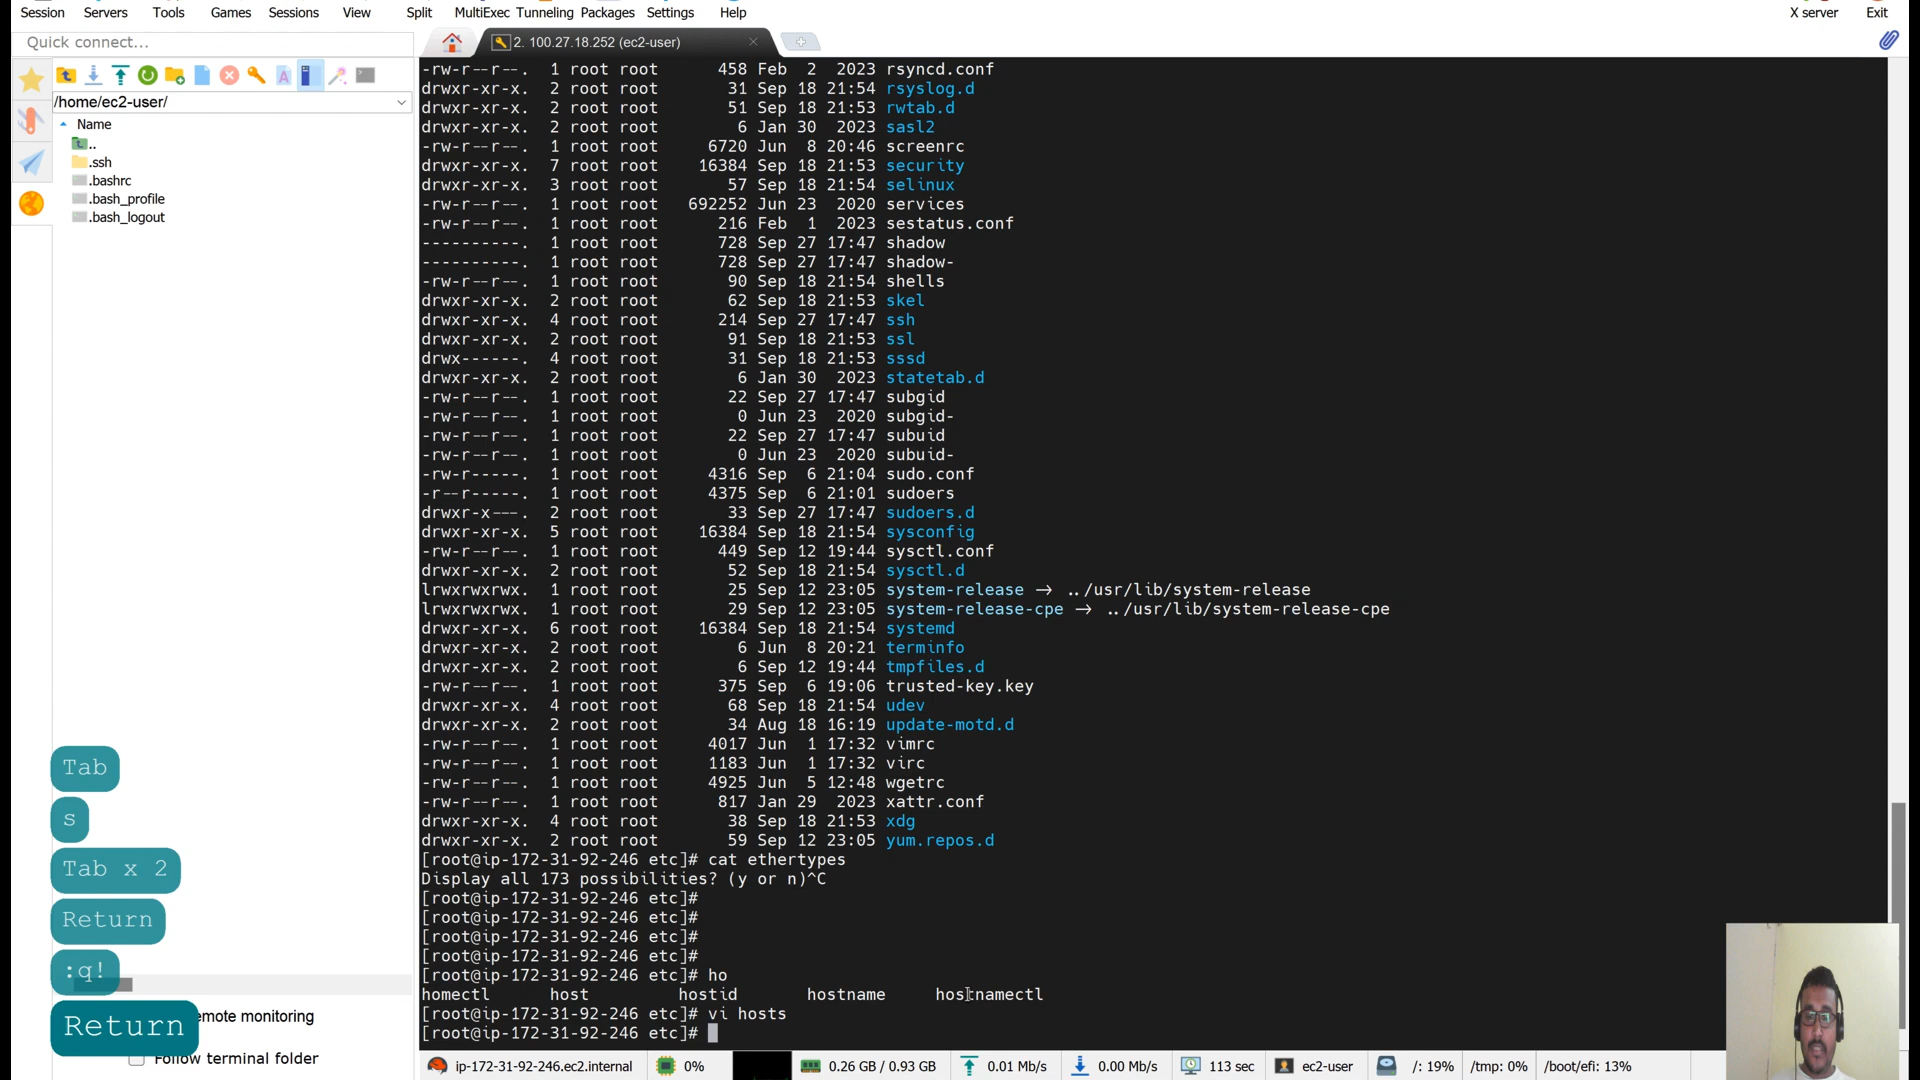 Session Servers Tools Games Sessions View Split MultiExec Tunneling Packages Settings Help X server Exit
Quick connect...
2. 100.27.18.252 (ec2-user)
/home/ec2-user/
Name
..
.ssh
.bashrc
.bash_profile
.bash_logout
-rw-r--r--. 1 root root 458 Feb 2 2023 rsyncd.conf
drwxr-xr-x. 2 root root 31 Sep 18 21:54 rsyslog.d
drwxr-xr-x. 2 root root 51 Sep 18 21:53 rwtab.d
drwxr-xr-x. 2 root root 6 Jan 30 2023 sasl2
-rw-r--r--. 1 root root 6720 Jun 8 20:46 screenrc
drwxr-xr-x. 7 root root 16384 Sep 18 21:53 security
drwxr-xr-x. 3 root root 57 Sep 18 21:54 selinux
-rw-r--r--. 1 root root 692252 Jun 23 2020 services
-rw-r--r--. 1 root root 216 Feb 1 2023 sestatus.conf
----------. 1 root root 728 Sep 27 17:47 shadow
----------. 1 root root 728 Sep 27 17:47 shadow-
-rw-r--r--. 1 root root 90 Sep 18 21:54 shells
drwxr-xr-x. 2 root root 62 Sep 18 21:53 skel
drwxr-xr-x. 4 root root 214 Sep 27 17:47 ssh
drwxr-xr-x. 2 root root 91 Sep 18 21:53 ssl
drwx------. 4 root root 31 Sep 18 21:53 sssd
drwxr-xr-x. 2 root root 6 Jan 30 2023 statetab.d
-rw-r--r--. 1 root root 22 Sep 27 17:47 subgid
-rw-r--r--. 1 root root 0 Jun 23 2020 subgid-
-rw-r--r--. 1 root root 22 Sep 27 17:47 subuid
-rw-r--r--. 1 root root 0 Jun 23 2020 subuid-
-rw-r-----. 1 root root 4316 Sep 6 21:04 sudo.conf
-r--r-----. 1 root root 4375 Sep 6 21:01 sudoers
drwxr-x---. 2 root root 33 Sep 27 17:47 sudoers.d
drwxr-xr-x. 5 root root 16384 Sep 18 21:54 sysconfig
-rw-r--r--. 1 root root 449 Sep 12 19:44 sysctl.conf
drwxr-xr-x. 2 root root 52 Sep 18 21:54 sysctl.d
lrwxrwxrwx. 1 root root 25 Sep 12 23:05 system-release -> ../usr/lib/system-release
lrwxrwxrwx. 1 root root 29 Sep 12 23:05 system-release-cpe -> ../usr/lib/system-release-cpe
drwxr-xr-x. 6 root root 16384 Sep 18 21:54 systemd
drwxr-xr-x. 2 root root 6 Jun 8 20:21 terminfo
drwxr-xr-x. 2 root root 6 Sep 12 19:44 tmpfiles.d
-rw-r--r--. 1 root root 375 Sep 6 19:06 trusted-key.key
drwxr-xr-x. 4 root root 68 Sep 18 21:54 udev
drwxr-xr-x. 2 root root 34 Aug 18 16:19 update-motd.d
-rw-r--r--. 1 root root 4017 Jun 1 17:32 vimrc
-rw-r--r--. 1 root root 1183 Jun 1 17:32 virc
-rw-r--r--. 1 root root 4925 Jun 5 12:48 wgetrc
-rw-r--r--. 1 root root 817 Jan 29 2023 xattr.conf
drwxr-xr-x. 4 root root 38 Sep 18 21:53 xdg
drwxr-xr-x. 2 root root 59 Sep 12 23:05 yum.repos.d
[root@ip-172-31-92-246 etc]# cat ethertypes
Display all 173 possibilities? (y or n)^C
[root@ip-172-31-92-246 etc]#
[root@ip-172-31-92-246 etc]#
[root@ip-172-31-92-246 etc]#
[root@ip-172-31-92-246 etc]#
[root@ip-172-31-92-246 etc]# ho
homectl host hostid hostname hostnamectl
[root@ip-172-31-92-246 etc]# vi hosts
[root@ip-172-31-92-246 etc]#
Tab
s
Tab x 2
Return
:q!
Return
emote monitoring
Follow terminal folder
ip-172-31-92-246.ec2.internal 0% 0.26 GB / 0.93 GB 0.01 Mb/s 0.00 Mb/s 113 sec ec2-user /: 19% /tmp: 0% /boot/efi: 13%